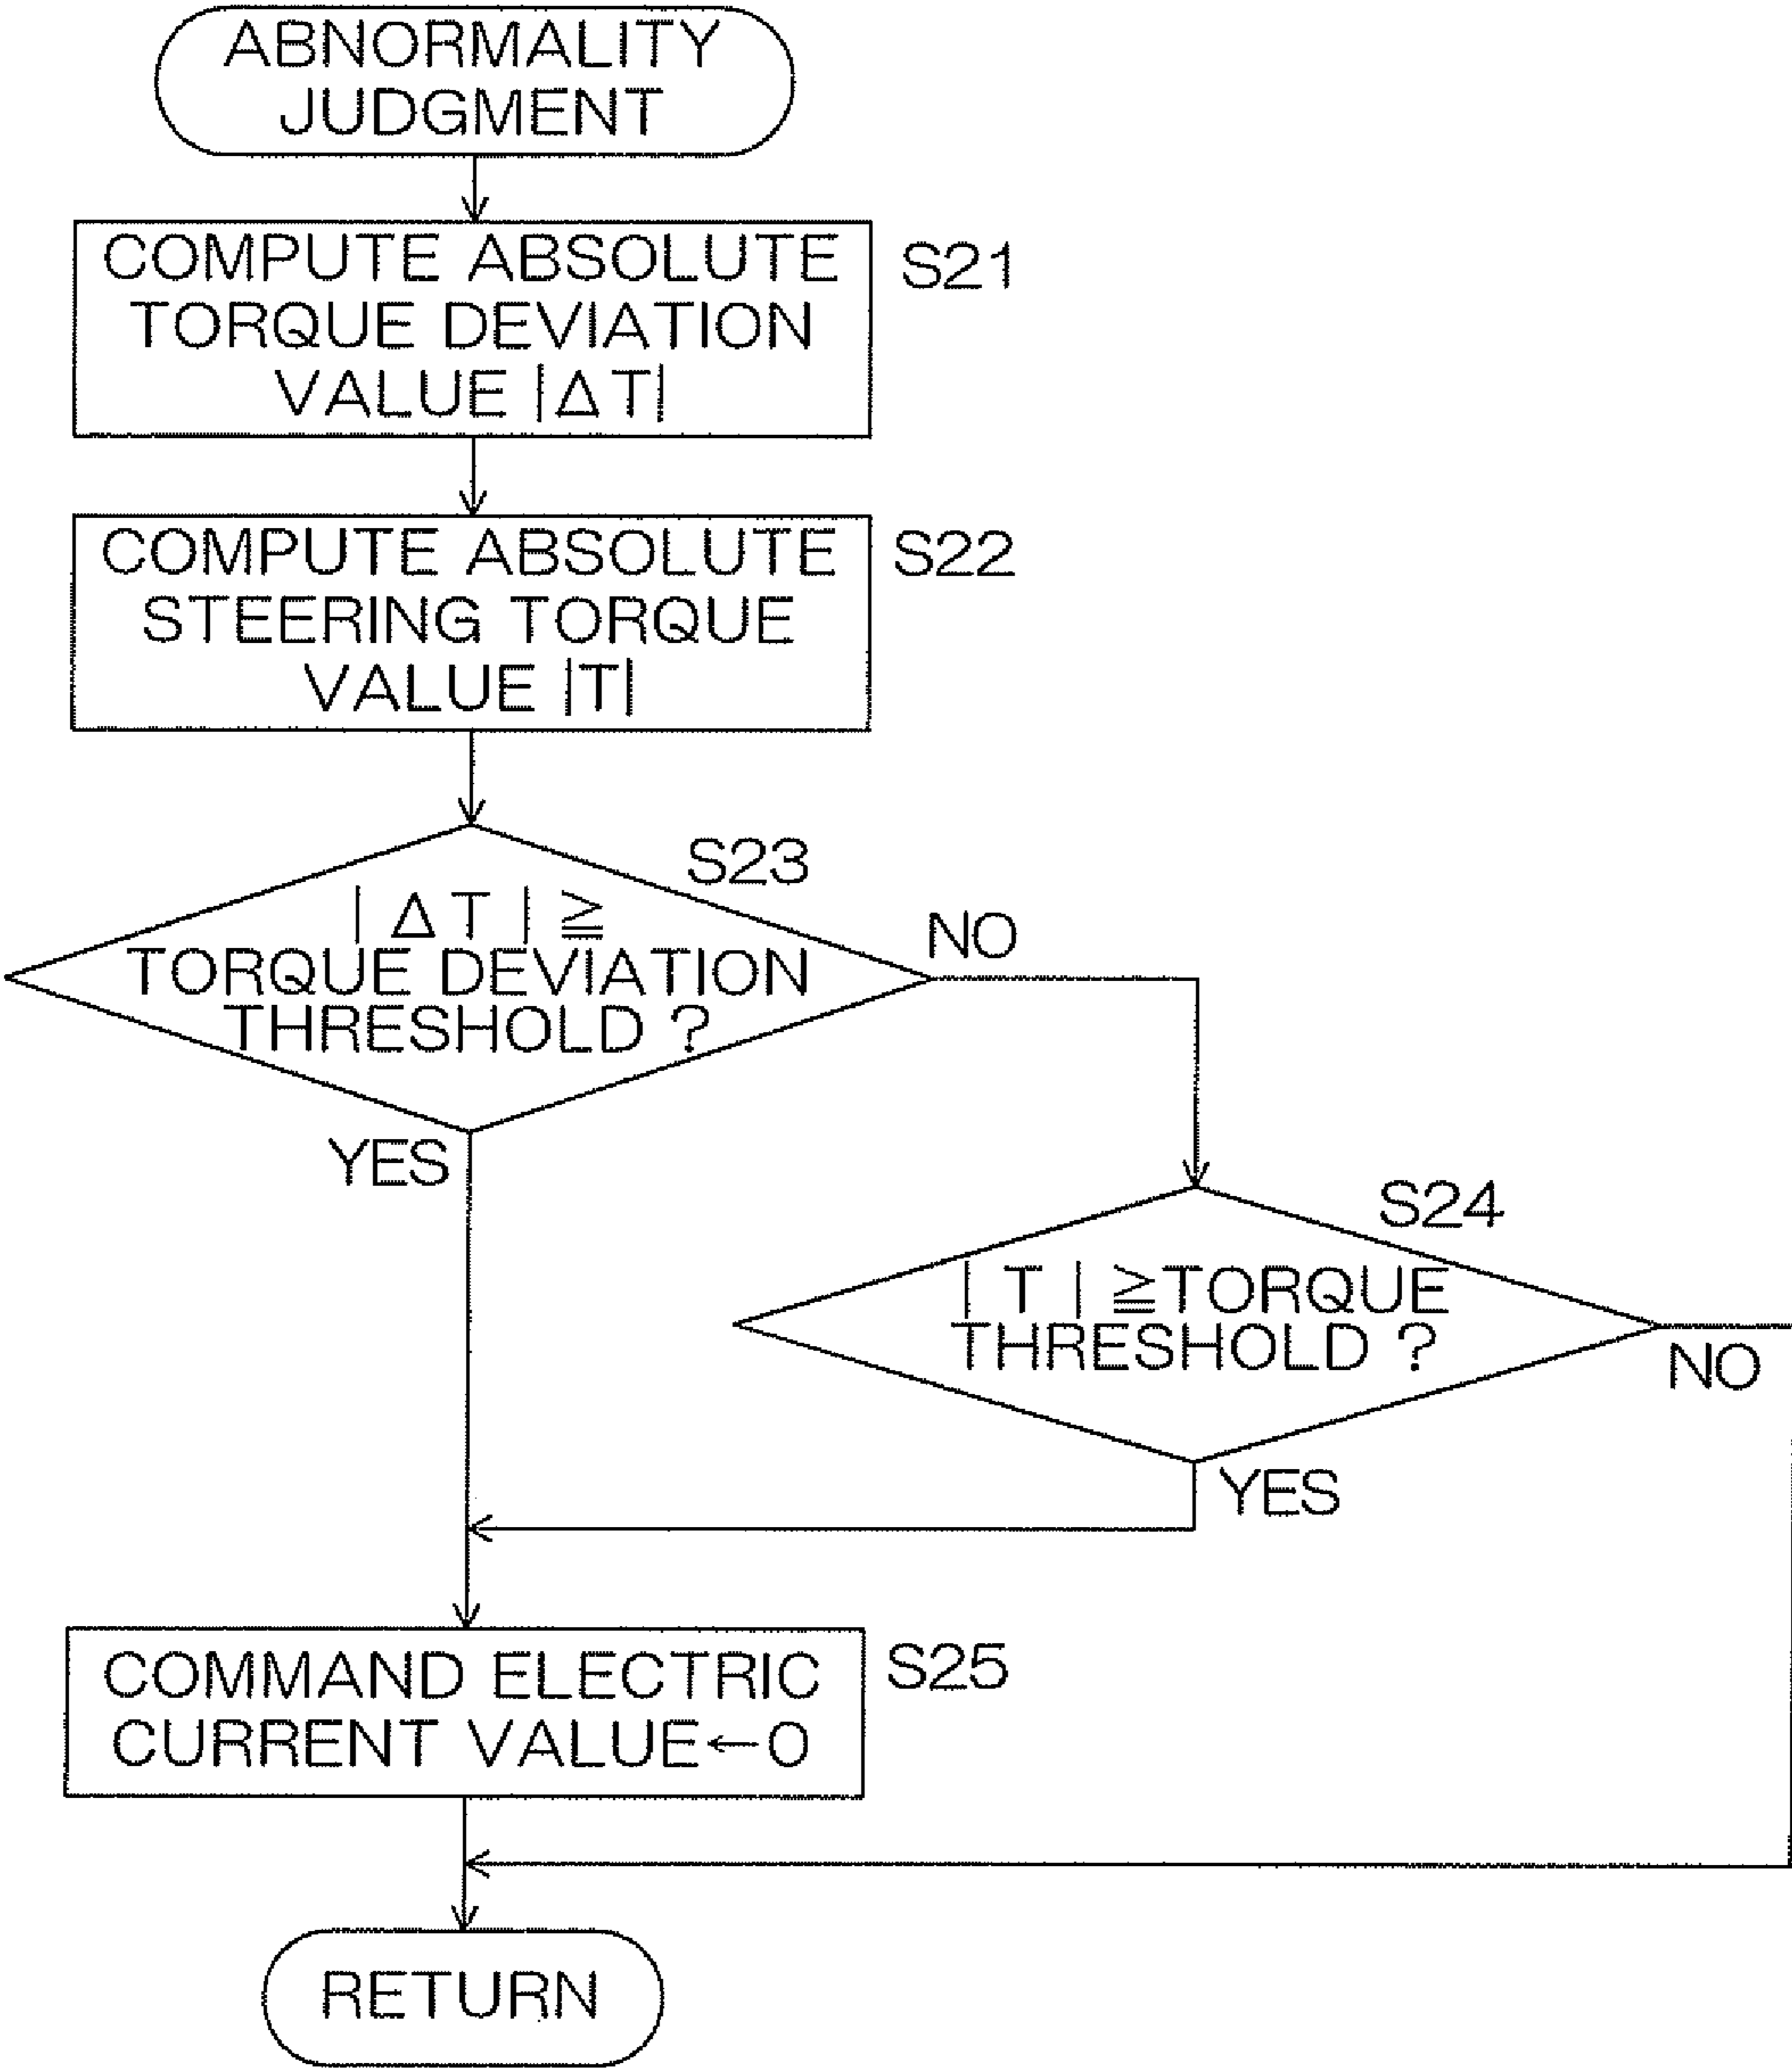 ABNORMALITY
JUDGMENT
COMPUTE ABSOLUTE
TORQUE DEVIATION
VALUE |ΔT|
S21
COMPUTE ABSOLUTE
STEERING TORQUE
VALUE |T|
S22
S23
| Δ T | ≧
TORQUE DEVIATION
THRESHOLD ?
NO
YES
S24
| T | ≧TORQUE
THRESHOLD ?
NO
YES
COMMAND ELECTRIC
CURRENT VALUE←0
S25
RETURN